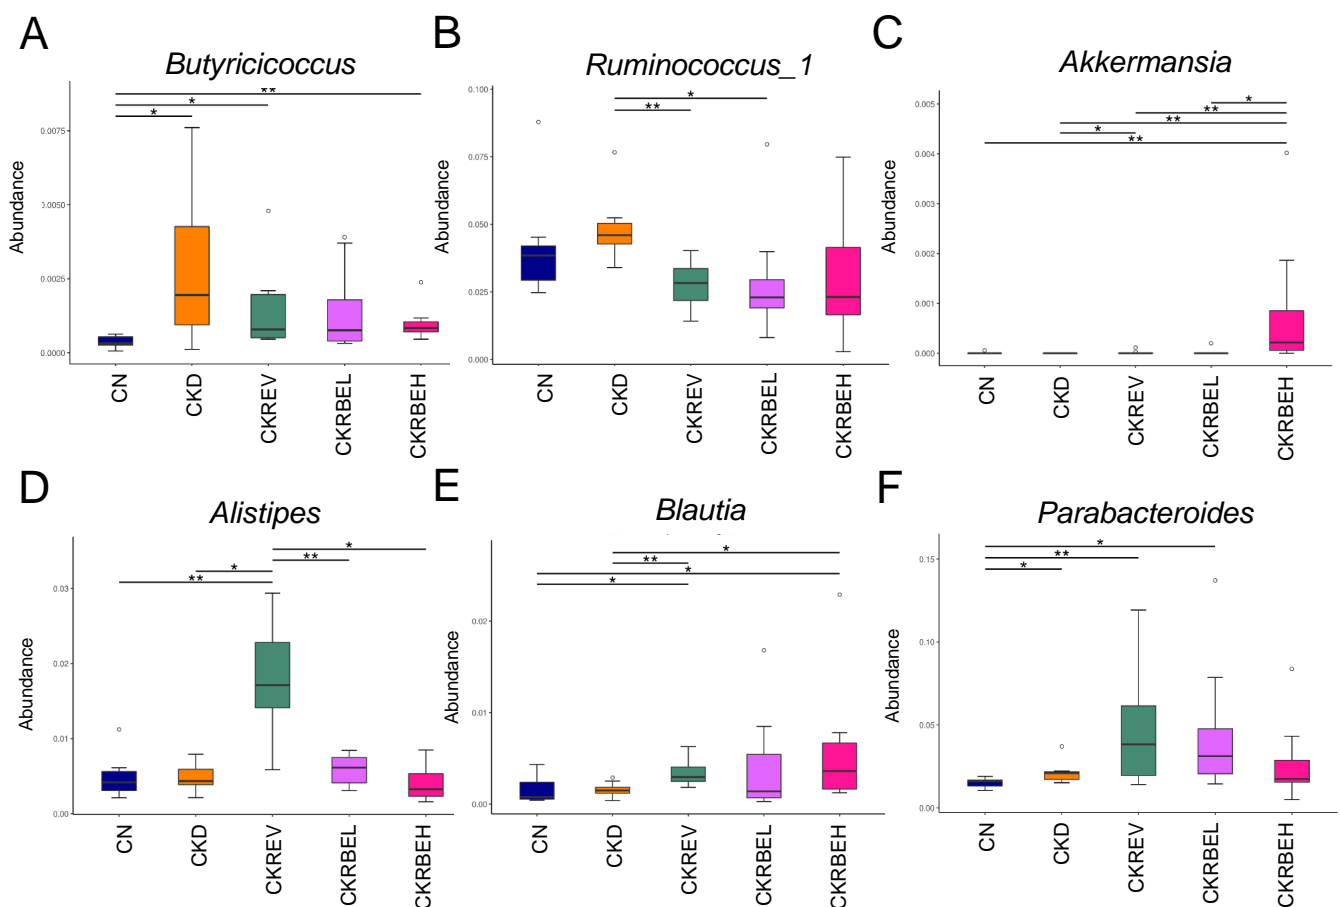 A
Butyricicoccus
Abundance
0.0075
0.0050
0.0025
0.0000
**
*
*
CN
CKD
CKREV
CKRBEL
CKRBEH
B
Ruminococcus_1
Abundance
0.100
0.075
0.050
0.025
0.000
*
**
CN
CKD
CKREV
CKRBEL
CKRBEH
C
Akkermansia
Abundance
0.005
0.004
0.003
0.002
0.001
0.000
*
**
**
*
**
CN
CKD
CKREV
CKRBEL
CKRBEH
D
Alistipes
Abundance
0.03
0.02
0.01
0.00
*
**
*
**
CN
CKD
CKREV
CKRBEL
CKRBEH
E
Blautia
Abundance
0.02
0.01
0.00
*
**
*
*
CN
CKD
CKREV
CKRBEL
CKRBEH
F
Parabacteroides
Abundance
0.15
0.10
0.05
0.00
*
**
*
CN
CKD
CKREV
CKRBEL
CKRBEH